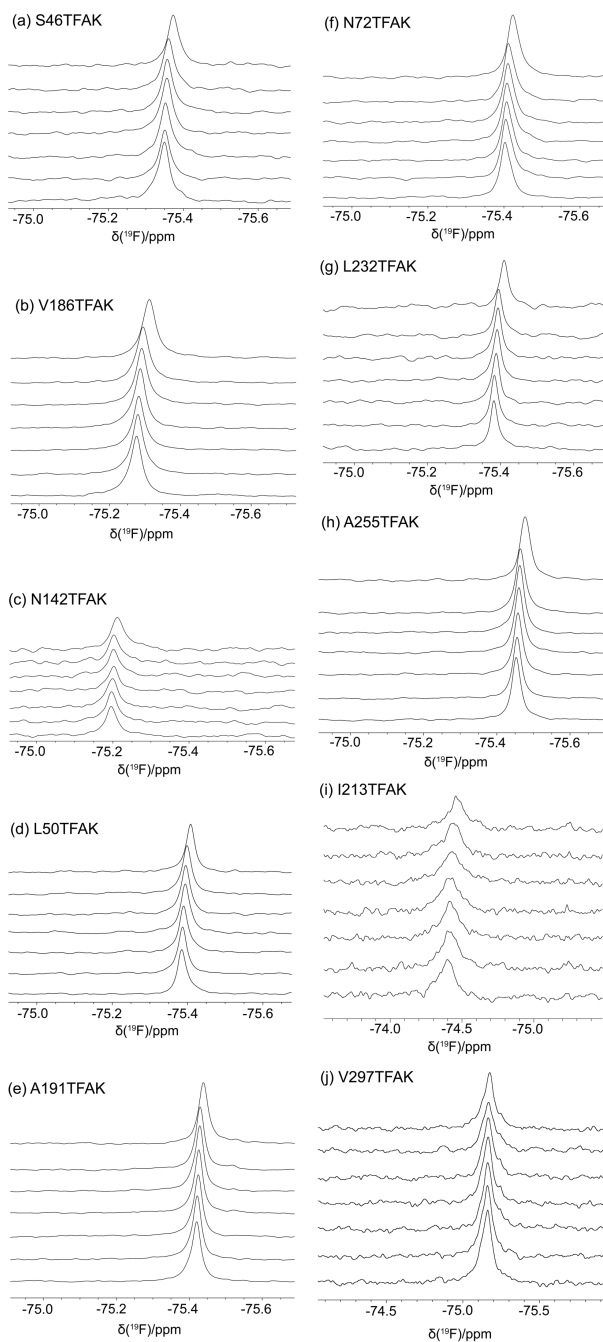 (a) S46TFAK
-75.0 -75.2 -75.4 -75.6
δ(¹⁹F)/ppm
(b) V186TFAK
-75.0 -75.2 -75.4 -75.6
δ(¹⁹F)/ppm
(c) N142TFAK
-75.0 -75.2 -75.4 -75.6
δ(¹⁹F)/ppm
(d) L50TFAK
-75.0 -75.2 -75.4 -75.6
δ(¹⁹F)/ppm
(e) A191TFAK
-75.0 -75.2 -75.4 -75.6
δ(¹⁹F)/ppm
(f) N72TFAK
-75.0 -75.2 -75.4 -75.6
δ(¹⁹F)/ppm
(g) L232TFAK
-75.0 -75.2 -75.4 -75.6
δ(¹⁹F)/ppm
(h) A255TFAK
-75.0 -75.2 -75.4 -75.6
δ(¹⁹F)/ppm
(i) I213TFAK
-74.0 -74.5 -75.0
δ(¹⁹F)/ppm
(j) V297TFAK
-74.5 -75.0 -75.5
δ(¹⁹F)/ppm